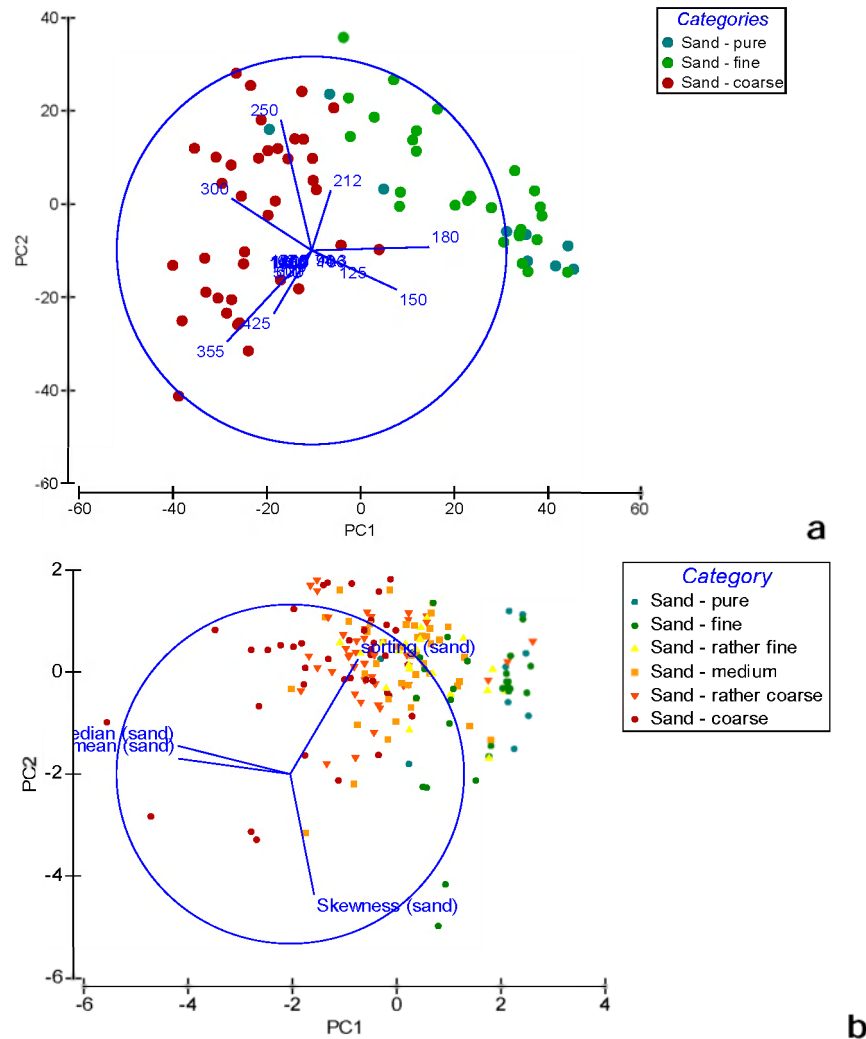 40
20
0
-20
-40
-60
PC2
-60
-40
-20
0
20
40
60
PC1
Categories
Sand - pure
Sand - fine
Sand - coarse
250
212
300
180
125
150
425
355
a
2
0
-2
-4
-6
PC2
-6
-4
-2
0
2
4
PC1
Category
Sand - pure
Sand - fine
Sand - rather fine
Sand - medium
Sand - rather coarse
Sand - coarse
sorting (sand)
edian (sand)
mean (sand)
Skewness (sand)
b